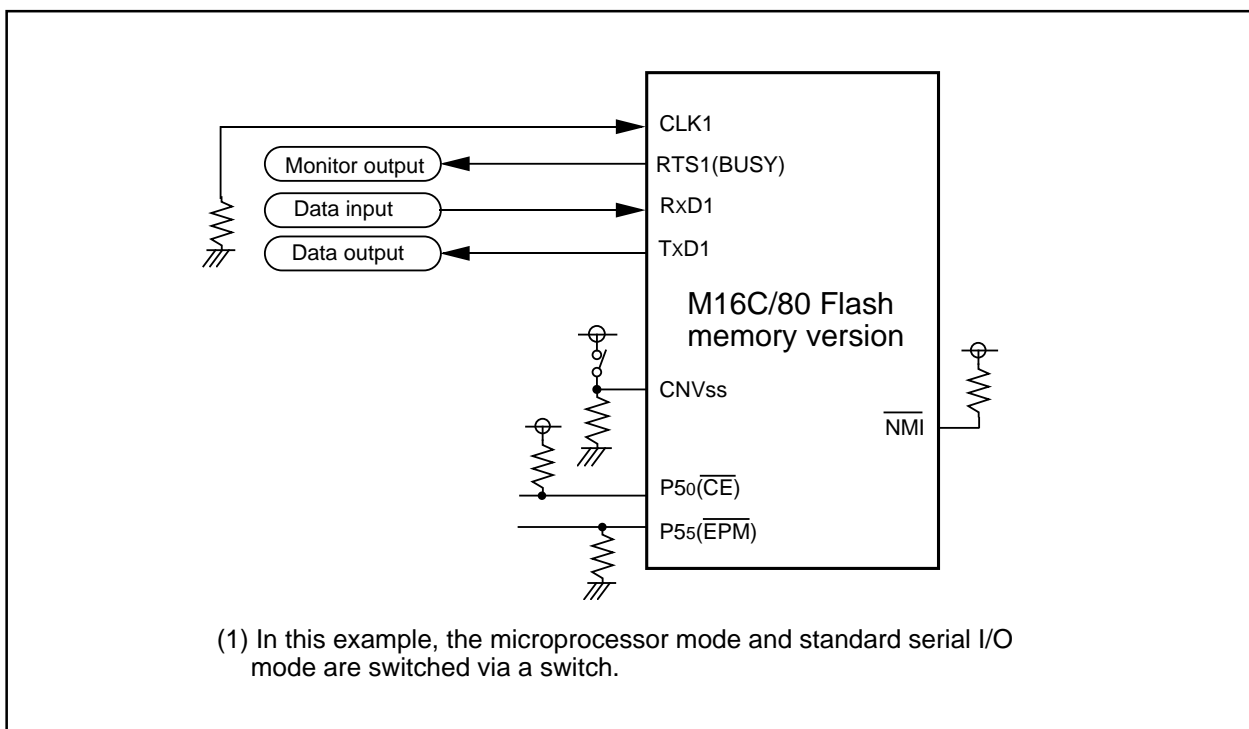 CLK1
Monitor output
RTS1(BUSY)
Data input
RXD1
Data output
TXD1
M16C/80 Flash
memory version
CNVss
NMI
P50(CE)
P55(EPM)
(1) In this example, the microprocessor mode and standard serial I/O
mode are switched via a switch.